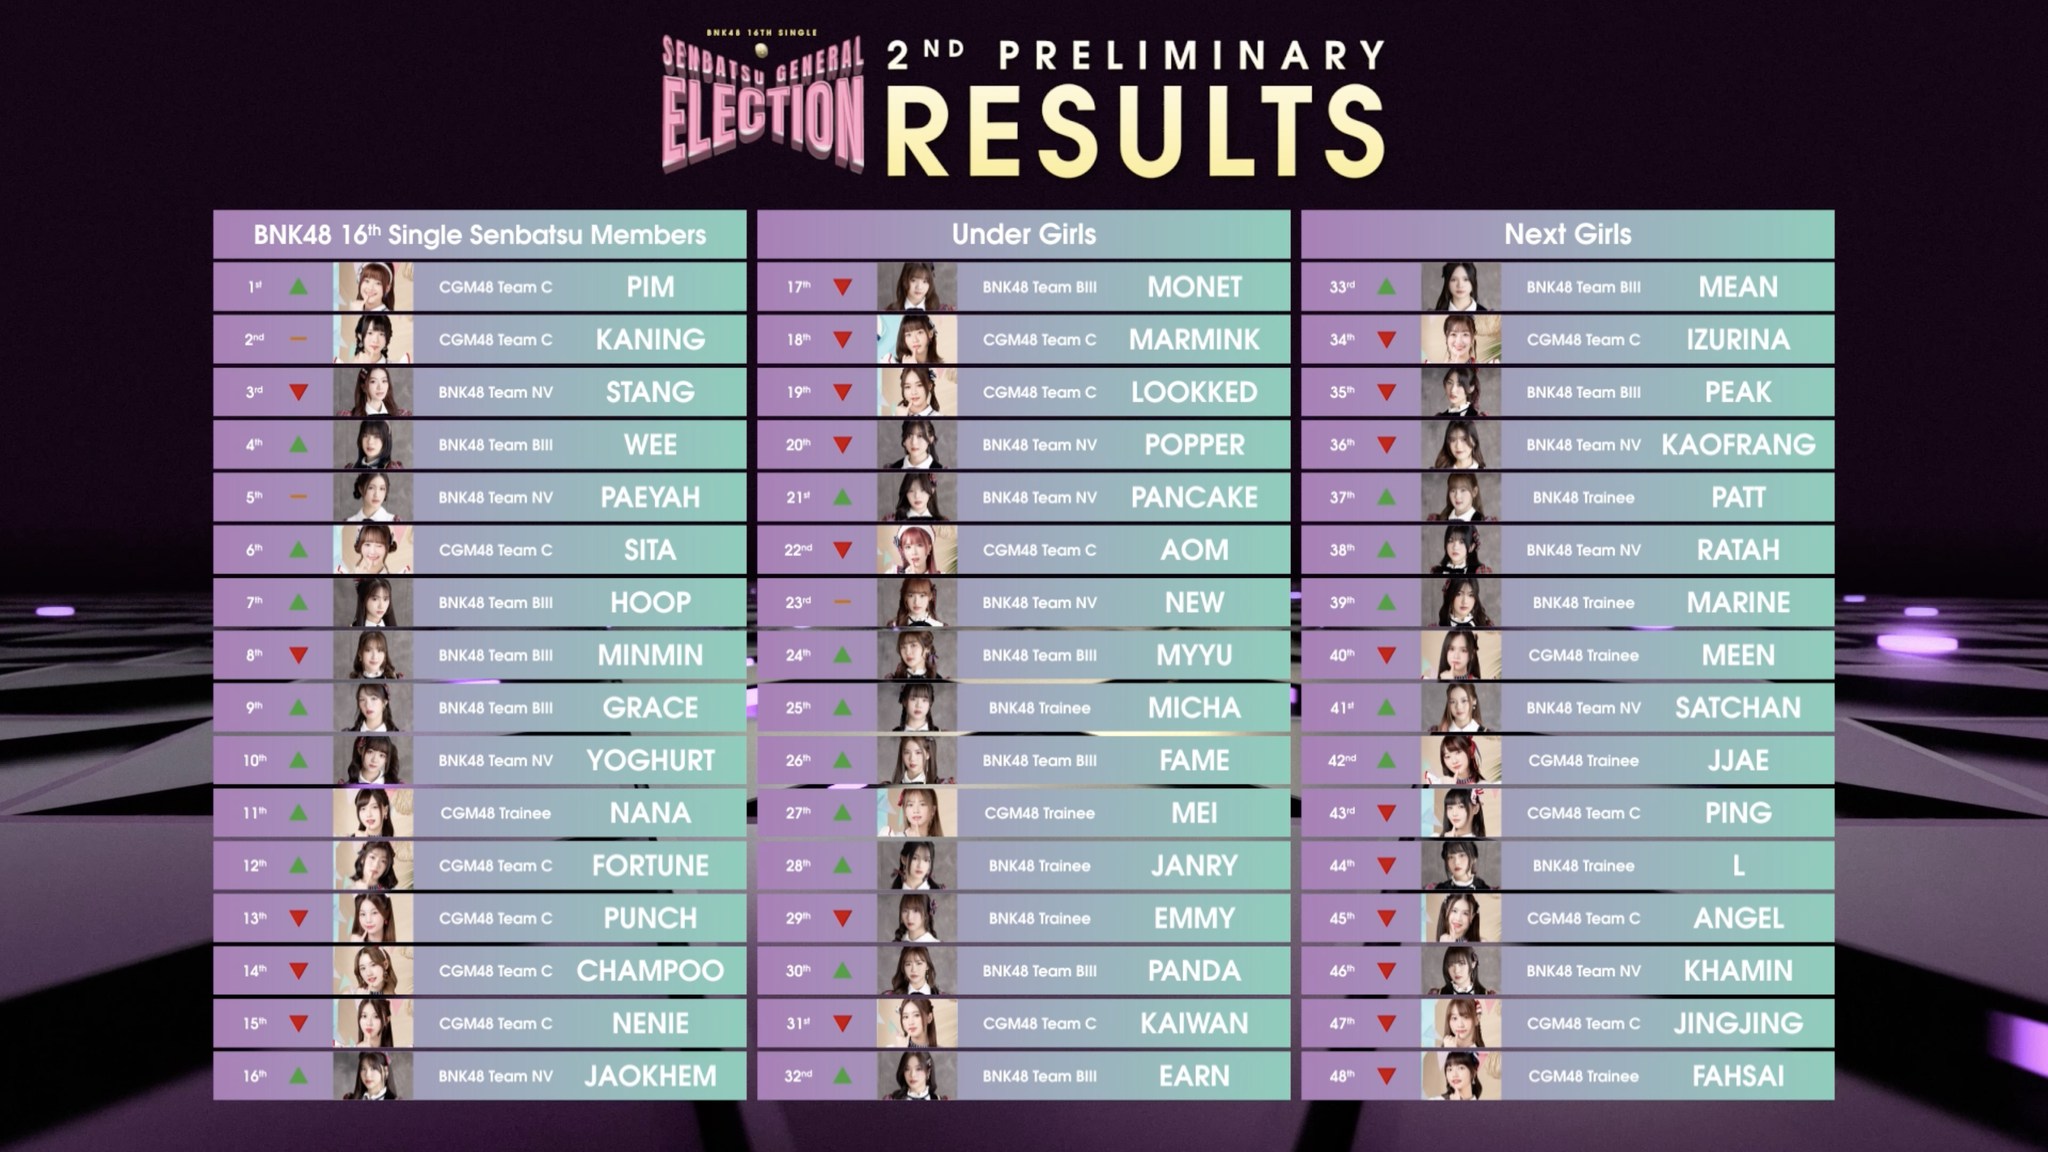 BNK48 16TH SINGLE
SENBATSU GENERAL
ELECTION
2ND PRELIMINARY
RESULTS
BNK48 16th Single Senbatsu Members
1st CGM48 Team C PIM
2nd CGM48 Team C KANING
3rd BNK48 Team NV STANG
4th BNK48 Team BIII WEE
5th BNK48 Team NV PAEYAH
6th CGM48 Team C SITA
7th BNK48 Team BIII HOOP
8th BNK48 Team BIII MINMIN
9th BNK48 Team BIII GRACE
10th BNK48 Team NV YOGHURT
11th CGM48 Trainee NANA
12th CGM48 Team C FORTUNE
13th CGM48 Team C PUNCH
14th CGM48 Team C CHAMPOO
15th CGM48 Team C NENIE
16th BNK48 Team NV JAOKHEM
Under Girls
17th BNK48 Team BIII MONET
18th CGM48 Team C MARMINK
19th CGM48 Team C LOOKKED
20th BNK48 Team NV POPPER
21st BNK48 Team NV PANCAKE
22nd CGM48 Team C AOM
23rd BNK48 Team NV NEW
24th BNK48 Team BIII MYYU
25th BNK48 Trainee MICHA
26th BNK48 Team BIII FAME
27th CGM48 Trainee MEI
28th BNK48 Trainee JANRY
29th BNK48 Trainee EMMY
30th BNK48 Team BIII PANDA
31st CGM48 Team C KAIWAN
32nd BNK48 Team BIII EARN
Next Girls
33rd BNK48 Team BIII MEAN
34th CGM48 Team C IZURINA
35th BNK48 Team BIII PEAK
36th BNK48 Team NV KAOFRANG
37th BNK48 Trainee PATT
38th BNK48 Team NV RATAH
39th BNK48 Trainee MARINE
40th CGM48 Trainee MEEN
41st BNK48 Team NV SATCHAN
42nd CGM48 Trainee JJAE
43rd CGM48 Team C PING
44th BNK48 Trainee L
45th CGM48 Team C ANGEL
46th BNK48 Team NV KHAMIN
47th CGM48 Team C JINGJING
48th CGM48 Trainee FAHSAI